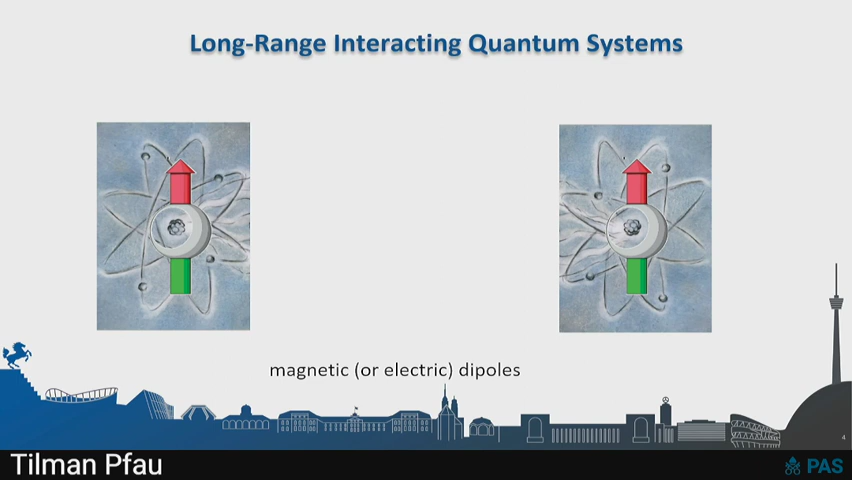 Long-Range Interacting Quantum Systems
magnetic (or electric) dipoles
4
Tilman Pfau
PAS